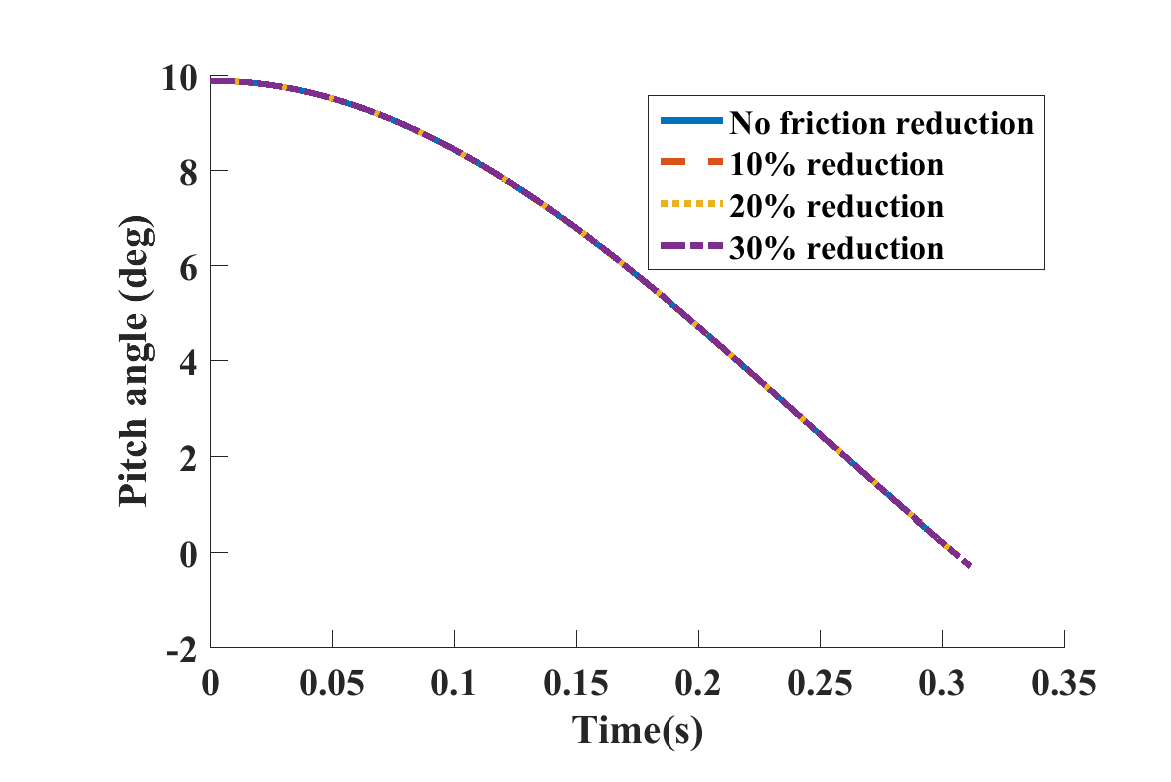 10
8
6
4
2
0
-2
Pitch angle (deg)
No friction reduction
10% reduction
20% reduction
30% reduction
0 0.05 0.1 0.15 0.2 0.25 0.3 0.35
Time(s)